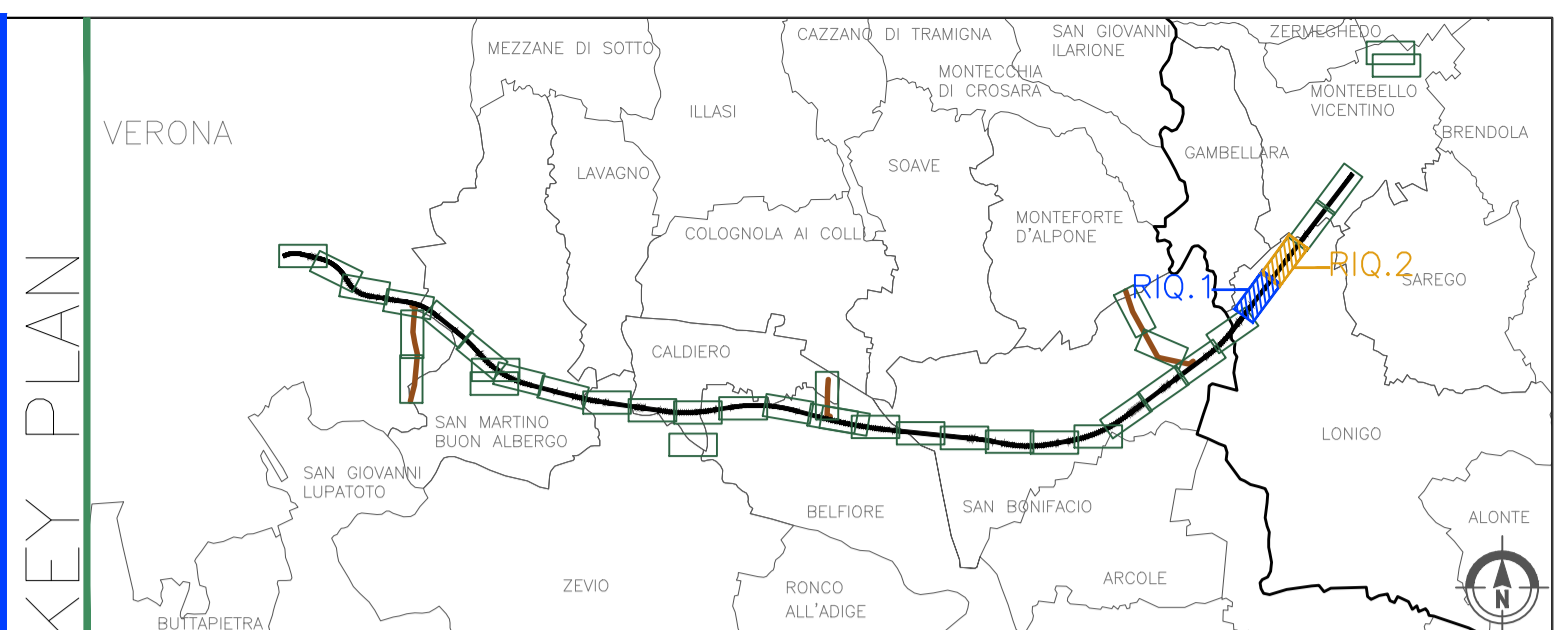 KEY PLAN
VERONA
MEZZANE DI SOTTO
CAZZANO DI TRAMIGNA
SAN GIOVANNI
ILARIONE
ZERMEGHEDO
MONTECCHIA
DI CROSARA
MONTEBELLO
VICENTINO
ILLASI
BRENDOLA
LAVAGNO
SOAVE
GAMBELLARA
COLOGNOLA AI COLLI
MONTEFORTE
D'ALPONE
RIQ.1
RIQ.2
SAREGO
CALDIERO
SAN MARTINO
BUON ALBERGO
LONIGO
SAN GIOVANNI
LUPATOTO
BELFIORE
SAN BONIFACIO
ALONTE
ZEVIO
RONCO
ALL'ADIGE
ARCOLE
N
BUTTAPIETRA